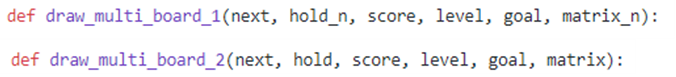 def draw_multi_board_1(next, hold_n, score, level, goal, matrix_n):
def draw_multi_board_2(next, hold, score, level, goal, matrix):